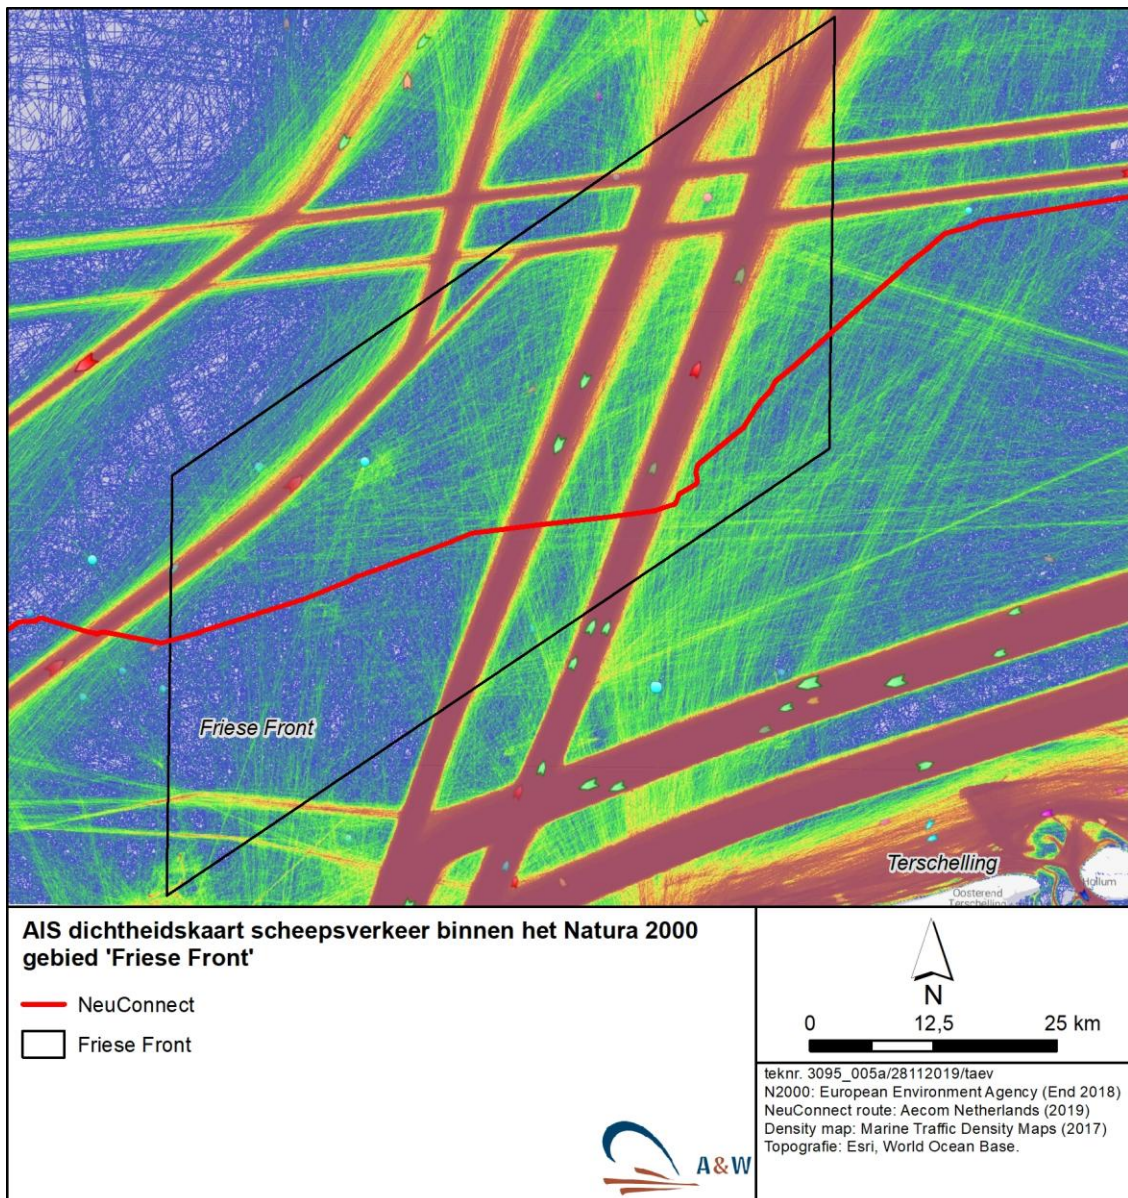 Friese Front
Terschelling
Oosterend
Terschelling
Hollum
AIS dichtheidskaart scheepsverkeer binnen het Natura 2000
gebied 'Friese Front'
NeuConnect
Friese Front
N
0 12,5 25 km
teknr. 3095_005a/28112019/taev
N2000: European Environment Agency (End 2018)
NeuConnect route: Aecom Netherlands (2019)
Density map: Marine Traffic Density Maps (2017)
Topografie: Esri, World Ocean Base.
A&W